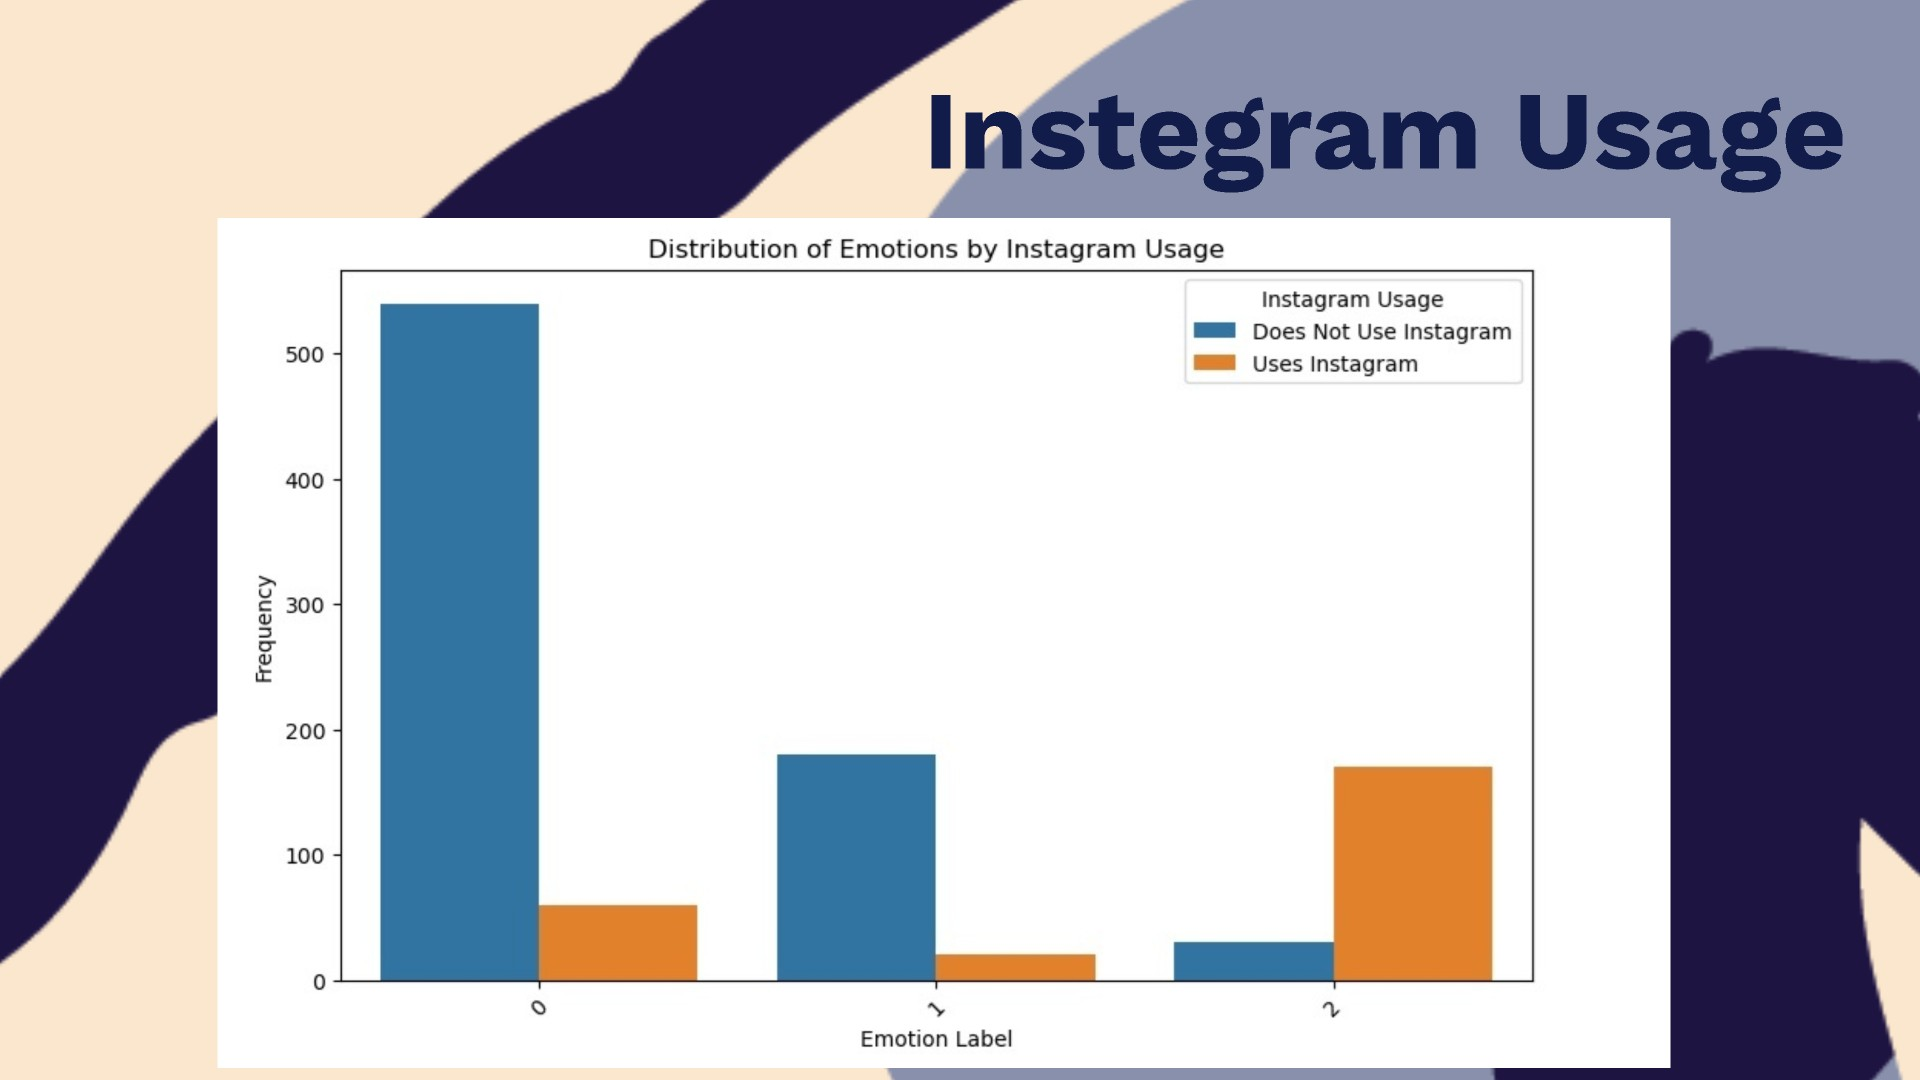 Instegram Usage
Distribution of Emotions by Instagram Usage
Instagram Usage
Does Not Use Instagram
Uses Instagram
500
400
300
200
100
0
Frequency
0
1
2
Emotion Label